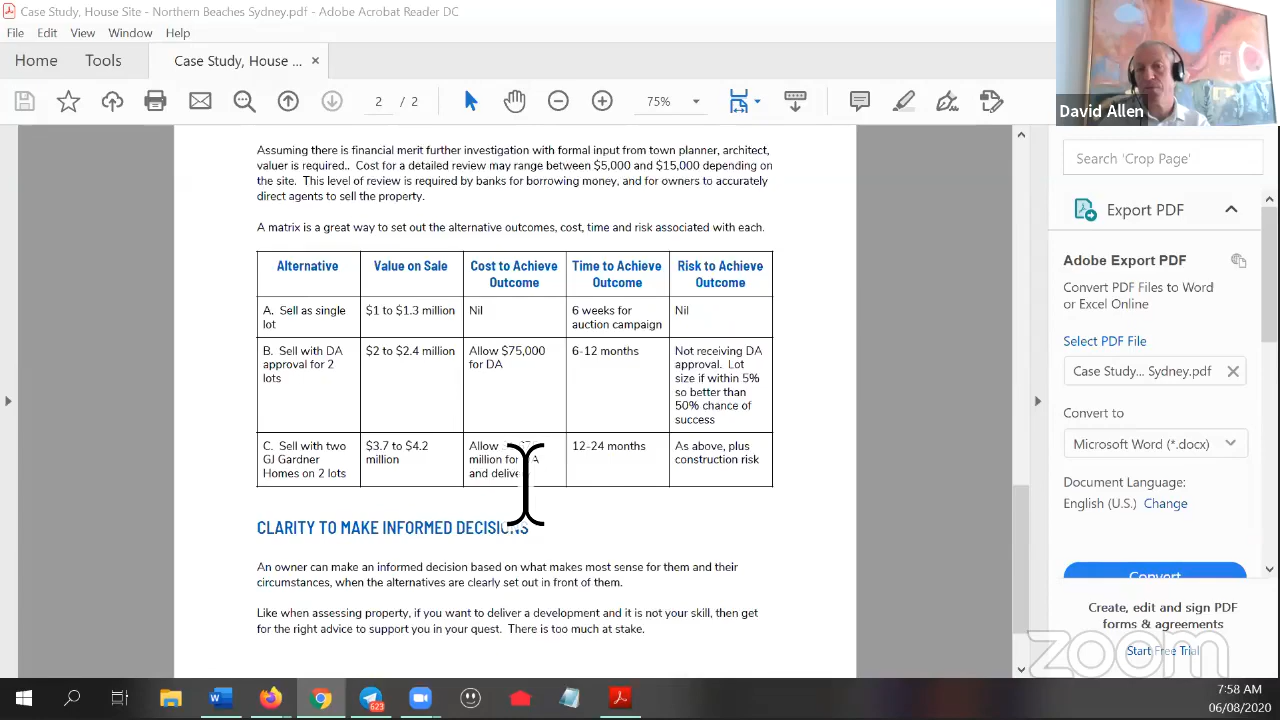 Case Study, House Site - Northern Beaches Sydney.pdf - Adobe Acrobat Reader DC
File Edit View Window Help
Home Tools Case Study, House ... ×
2 / 2 75%
David Allen
Assuming there is financial merit further investigation with formal input from town planner, architect,
valuer is required.. Cost for a detailed review may range between $5,000 and $15,000 depending on
the site. This level of review is required by banks for borrowing money, and for owners to accurately
direct agents to sell the property.
A matrix is a great way to set out the alternative outcomes, cost, time and risk associated with each.
Alternative
Value on Sale
Cost to Achieve
Outcome
Time to Achieve
Outcome
Risk to Achieve
Outcome
A. Sell as single
lot
$1 to $1.3 million
Nil
6 weeks for
auction campaign
Nil
B. Sell with DA
approval for 2
lots
$2 to $2.4 million
Allow $75,000
for DA
6-12 months
Not receiving DA
approval. Lot
size if within 5%
so better than
50% chance of
success
C. Sell with two
GJ Gardner
Homes on 2 lots
$3.7 to $4.2
million
Allow
million for
and
12-24 months
As above, plus
construction risk
CLARITY TO MAKE INFORMED DECISIONS
An owner can make an informed decision based on what makes most sense for them and their
circumstances, when the alternatives are clearly set out in front of them.
Like when assessing property, if you want to deliver a development and it is not your skill, then get
for the right advice to support you in your quest. There is too much at stake.
Search 'Crop Page'
Export PDF
Adobe Export PDF
Convert PDF Files to Word
or Excel Online
Select PDF File
Case Study... Sydney.pdf
Convert to
Microsoft Word (*.docx)
Document Language:
English (U.S.) Change
Convert
Create, edit and sign PDF
forms & agreements
Start Free Trial
zoom
623
7:58 AM
06/08/2020